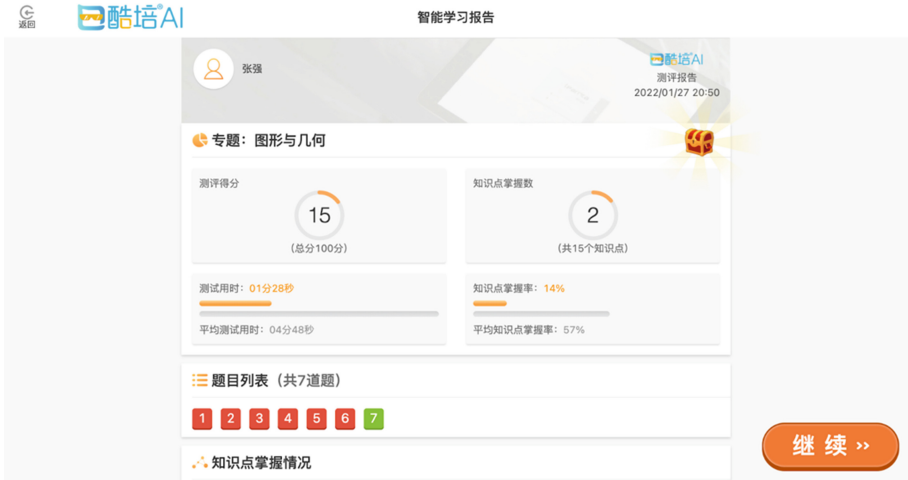 返回
酷培AI
智能学习报告
张强
酷培AI
测评报告
2022/01/27 20:50
专题：图形与几何
测评得分
15
(总分100分)
知识点掌握数
2
(共15个知识点)
测试用时：01分28秒
平均测试用时：04分48秒
知识点掌握率：14%
平均知识点掌握率：57%
题目列表（共7道题）
1 2 3 4 5 6 7
继续 ››
知识点掌握情况